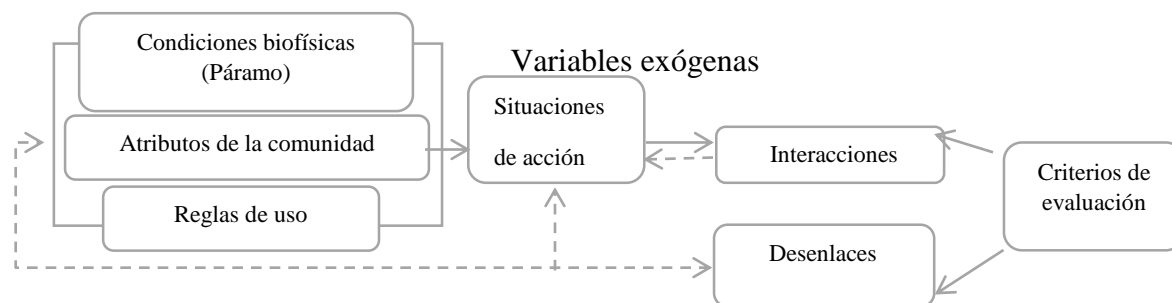 Condiciones biofísicas
(Páramo)
Variables exógenas
Situaciones
de acción
Atributos de la comunidad
Interacciones
Criterios de
evaluación
Reglas de uso
Desenlaces